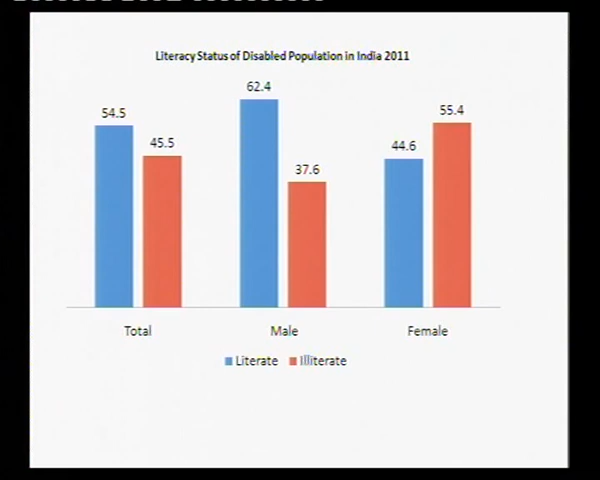 Literacy Status of Disabled Population in India 2011
62.4
54.5
55.4
45.5
44.6
37.6
Total Male Female
Literate Illiterate